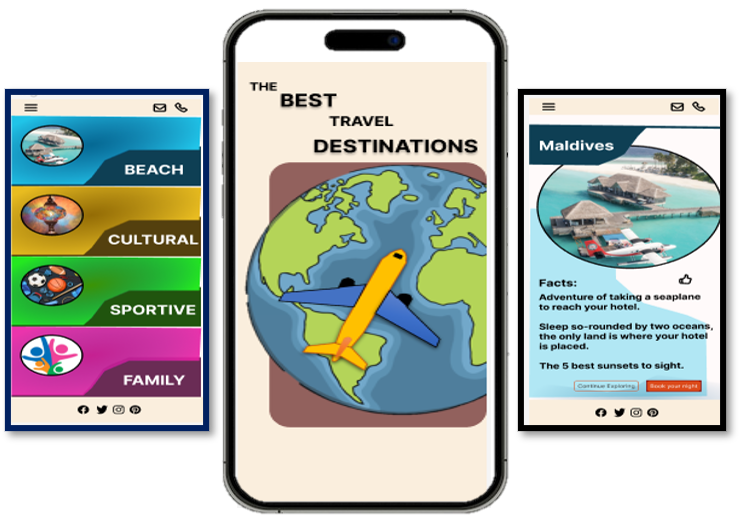 BEACH
CULTURAL
SPORTIVE
FAMILY
THE
BEST
TRAVEL
DESTINATIONS
Maldives
Facts:
Adventure of taking a seaplane
to reach your hotel.
Sleep so-rounded by two oceans,
the only land is where your hotel
is placed.
The 5 best sunsets to sight.
Continue Exploring
Book your night